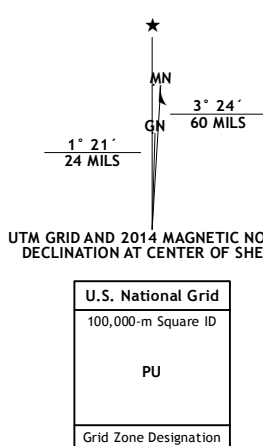 ★
MN
3° 24´
60 MILS
GN
1° 21´
24 MILS
UTM GRID AND 2014 MAGNETIC NO
DECLINATION AT CENTER OF SHE
U.S. National Grid
100,000-m Square ID
PU
Grid Zone Designation